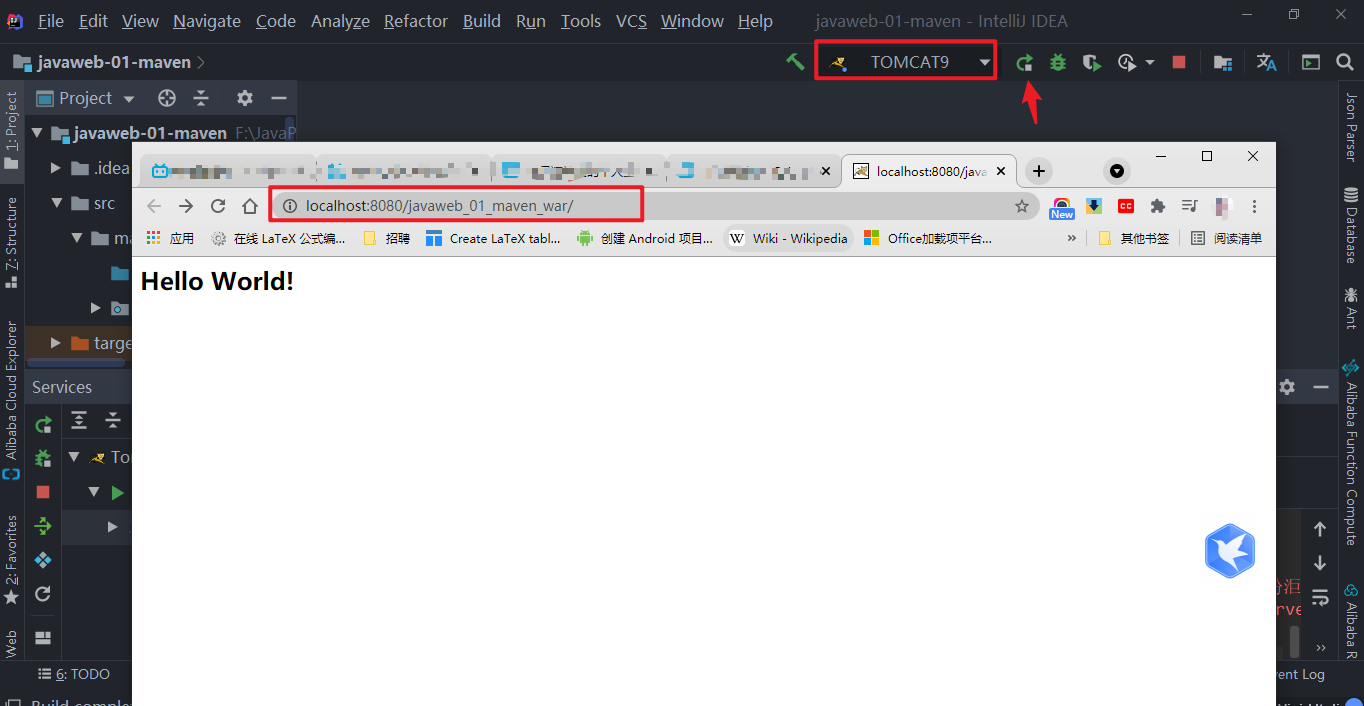 File Edit View Navigate Code Analyze Refactor Build Run Tools VCS Window Help javaweb-01-maven - IntelliJ IDEA
javaweb-01-maven
TOMCAT9
1: Project
Project
javaweb-01-maven F:\JavaP
.idea
src
ma
targe
Z: Structure
Alibaba Cloud Explorer
2: Favorites
Web
localhost:8080/java
localhost:8080/javaweb_01_maven_war/
New
CC
应用 在线 LaTeX 公式编... 招聘 Create LaTeX tabl... 创建 Android 项目... Wiki - Wikipedia Office加载项平台... » 其他书签 阅读清单
Hello World!
Services
To
6: TODO
Build comple
rve
ent Log
Json Parser
Database
Ant
Alibaba Function Compute
Alibaba R